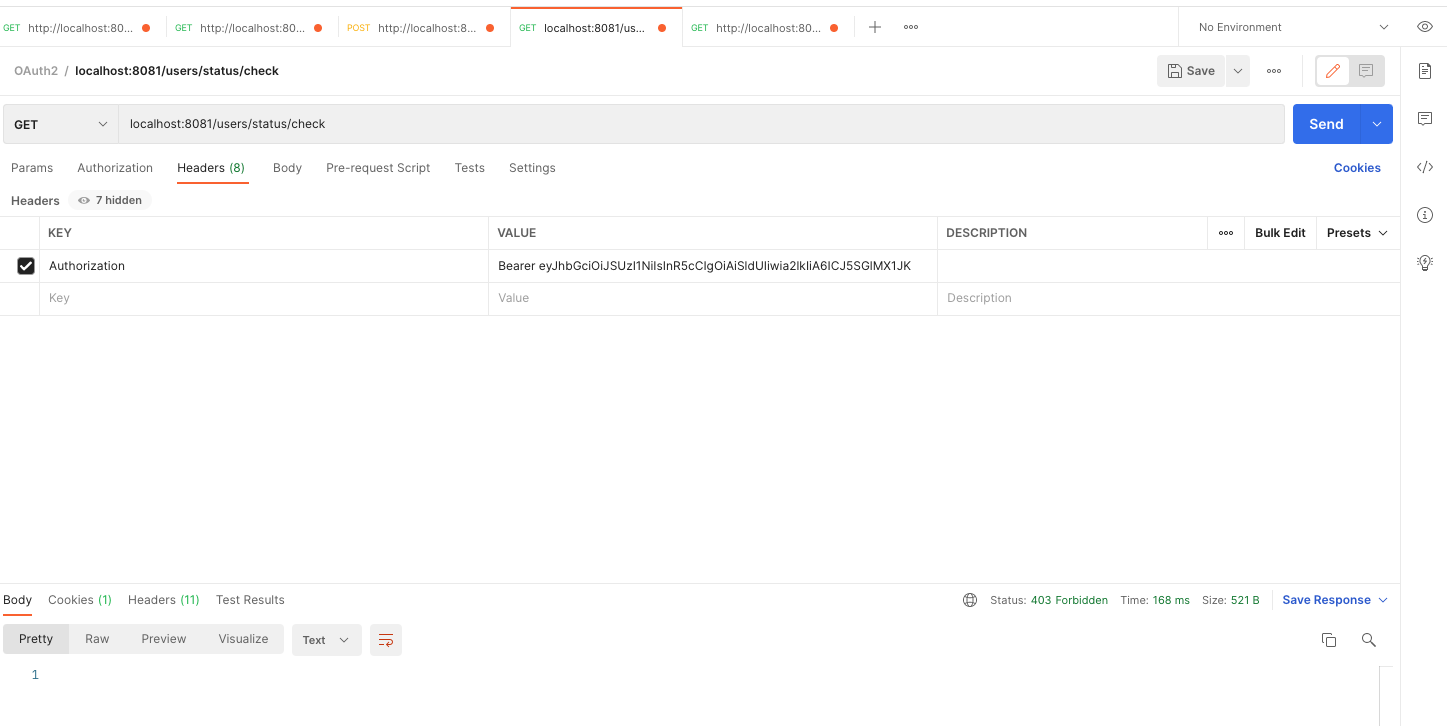 GET http://localhost:80... GET http://localhost:80... POST http://localhost:8... GET localhost:8081/us... GET http://localhost:80... No Environment
OAuth2 / localhost:8081/users/status/check Save
GET localhost:8081/users/status/check Send
Params Authorization Headers (8) Body Pre-request Script Tests Settings Cookies
Headers 7 hidden
KEY VALUE DESCRIPTION Bulk Edit Presets
Authorization Bearer eyJhbGciOiJSUzI1NiIsInR5cCIgOiAiSldUIiwia2lkIiA6ICJ5SGlMX1JK
Key Value Description
Body Cookies (1) Headers (11) Test Results Status: 403 Forbidden Time: 168 ms Size: 521 B Save Response
Pretty Raw Preview Visualize Text
1